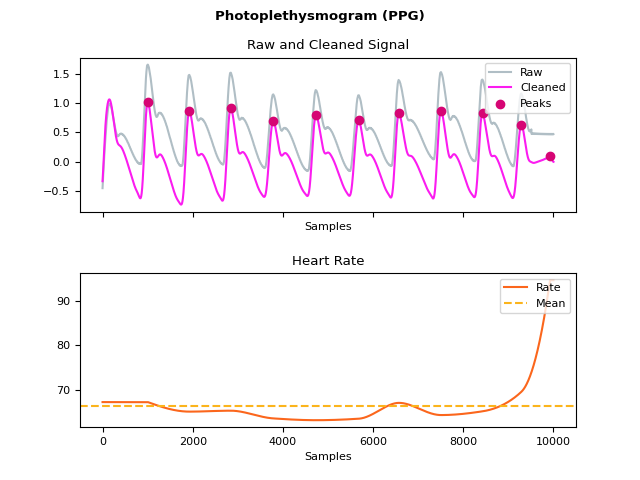 Photoplethysmogram (PPG)
Raw and Cleaned Signal
1.5
1.0
0.5
0.0
−0.5
Raw
Cleaned
Peaks
Samples
Heart Rate
90
80
70
Rate
Mean
0
2000
4000
6000
8000
10000
Samples